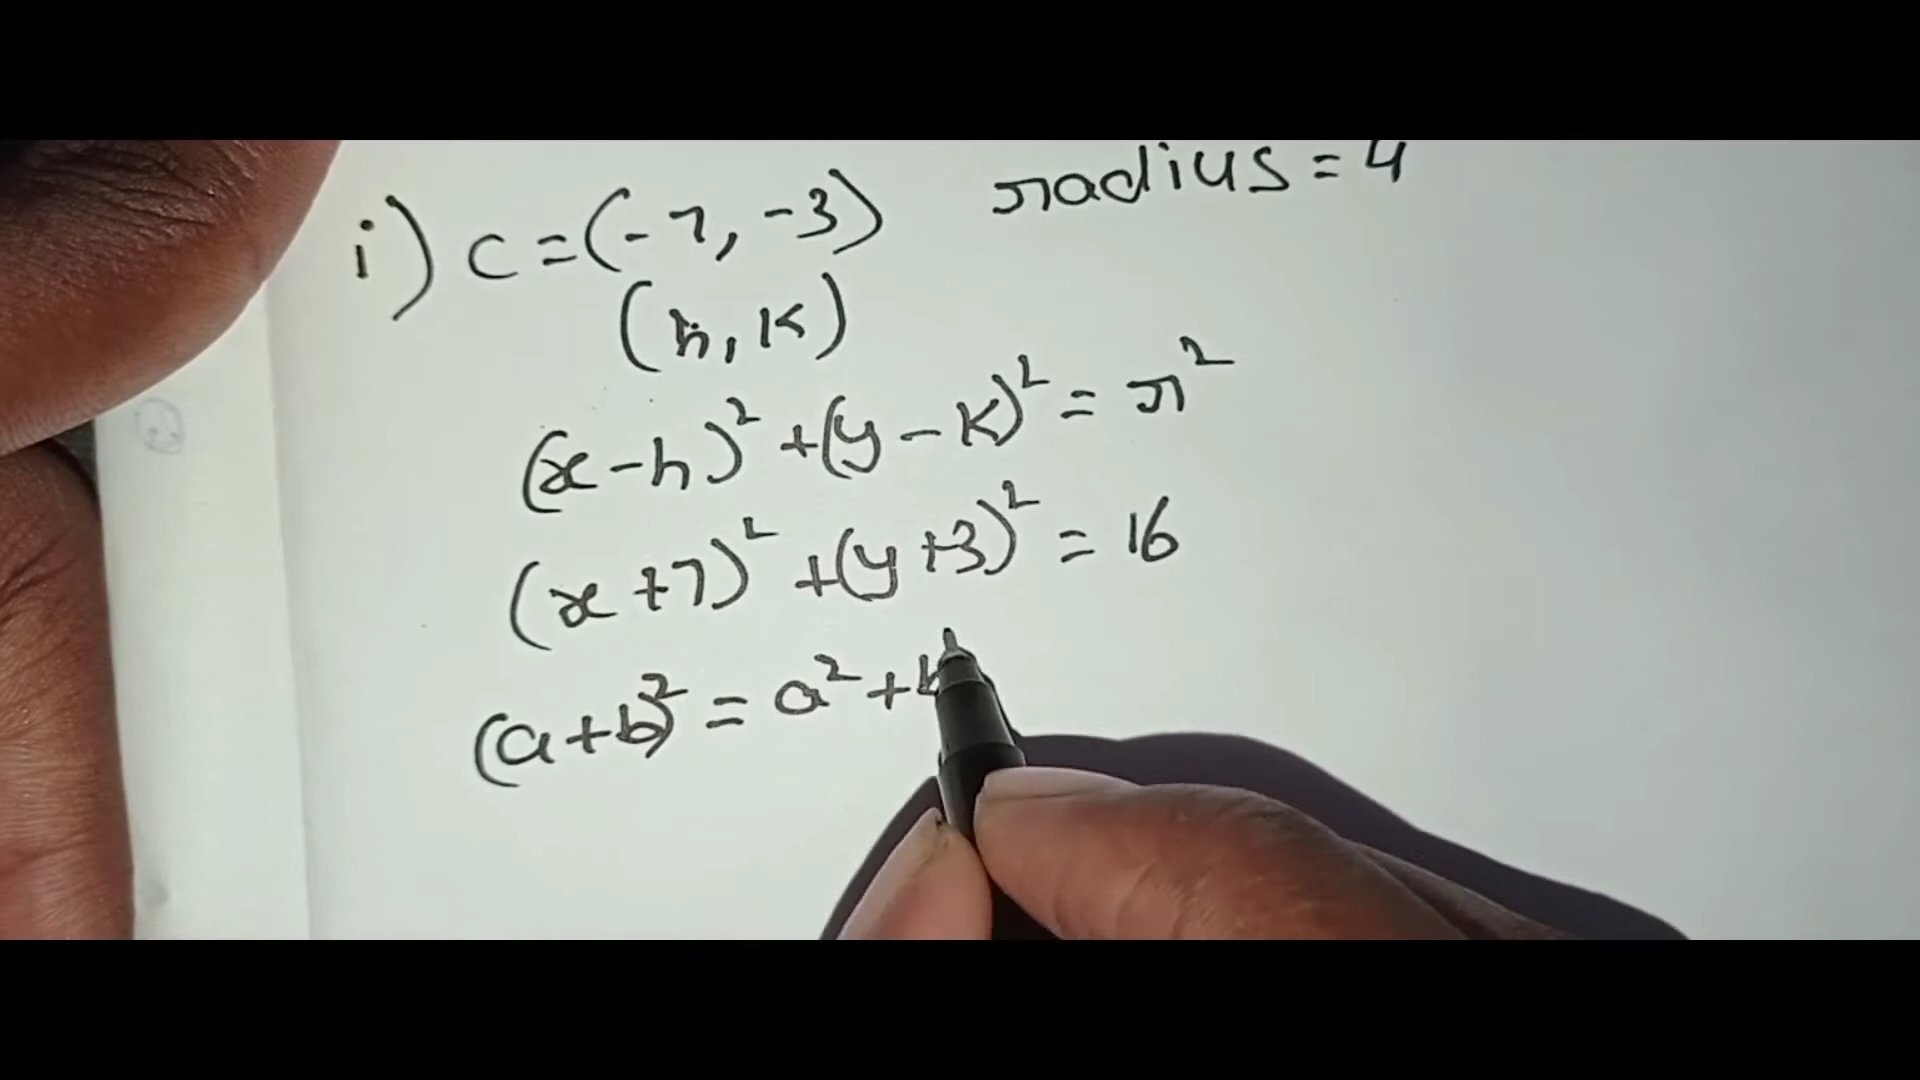 i) C = (-7, -3) radius = 4
(h, k)
(x - h)² + (y - k)² = r²
(x + 7)² + (y + 3)² = 16
(a + b)² = a² + b